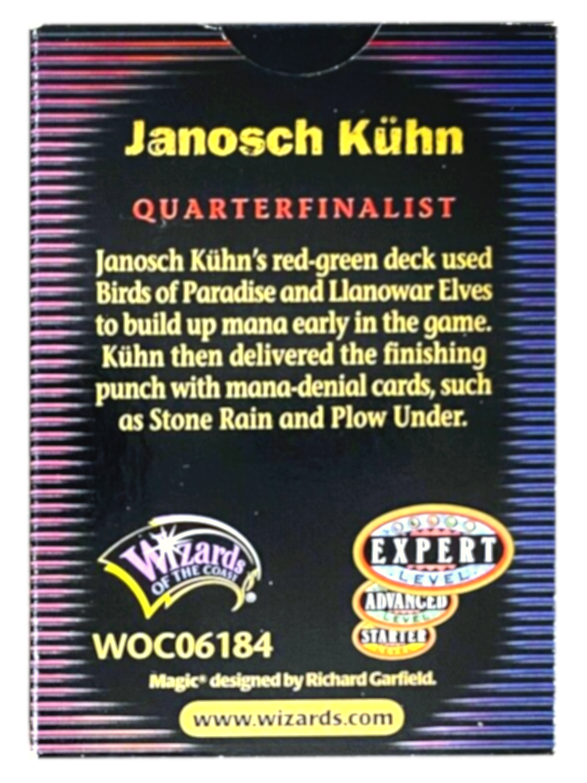 Janosch Kühn
QUARTERFINALIST
Janosch Kühn's red-green deck used
Birds of Paradise and Llanowar Elves
to build up mana early in the game.
Kühn then delivered the finishing
punch with mana-denial cards, such
as Stone Rain and Plow Under.
Wizards
OF THE COAST
EXPERT
LEVEL
ADVANCED
LEVEL
STARTER
LEVEL
WOC06184
Magic® designed by Richard Garfield.
www.wizards.com